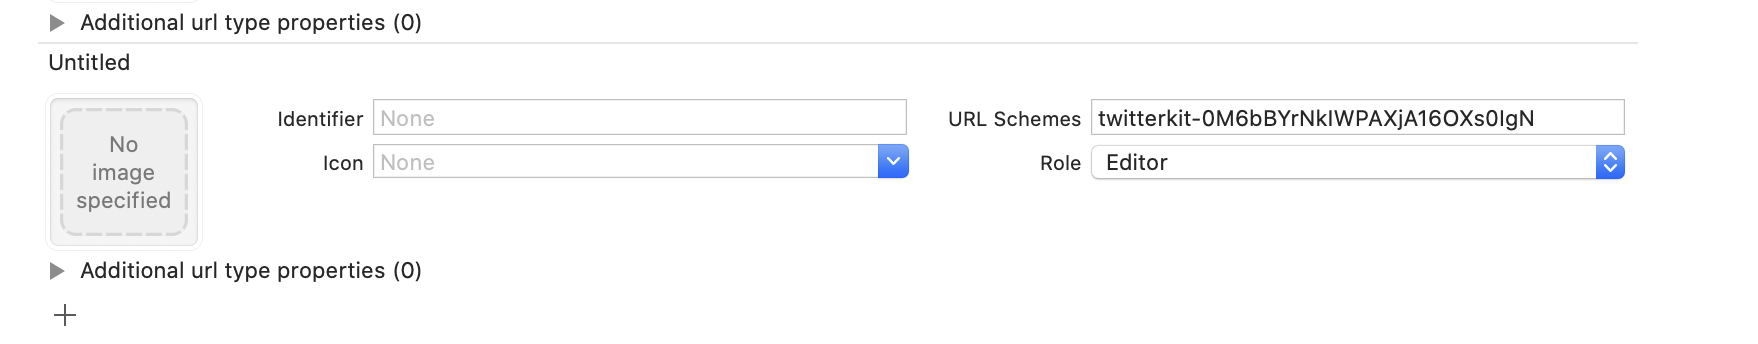 Additional url type properties (0)
Untitled
No
image
specified
Identifier None
URL Schemes twitterkit-0M6bBYrNklWPAXjA16OXs0IgN
Icon None
Role Editor
Additional url type properties (0)